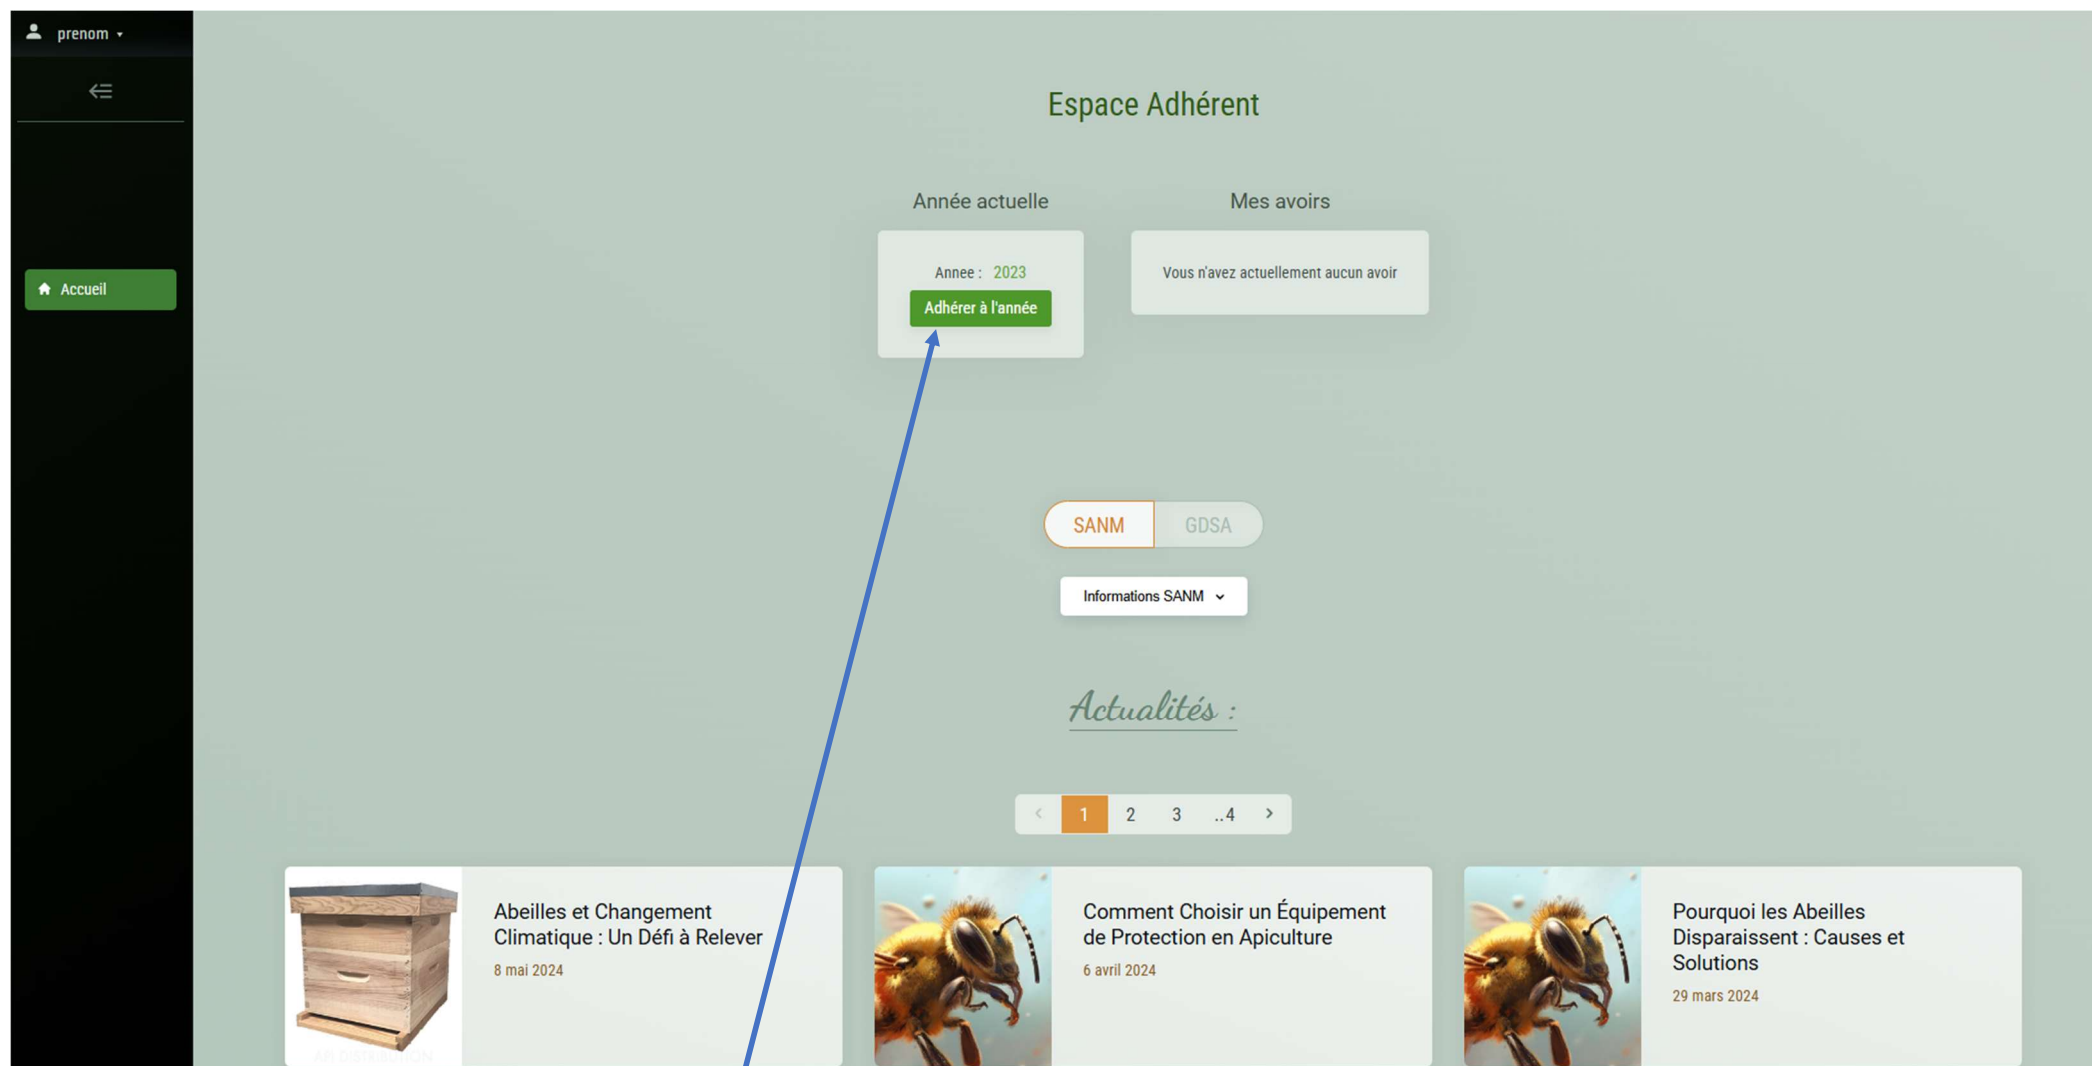 prenom
Espace Adhérent
Année actuelle
Mes avoirs
Annee : 2023
Adhérer à l'année
Vous n'avez actuellement aucun avoir
Accueil
SANM
GDSA
Informations SANM
Actualités :
1 2 3 ..4
Abeilles et Changement
Climatique : Un Défi à Relever
8 mai 2024
Comment Choisir un Équipement
de Protection en Apiculture
6 avril 2024
Pourquoi les Abeilles
Disparaissent : Causes et
Solutions
29 mars 2024